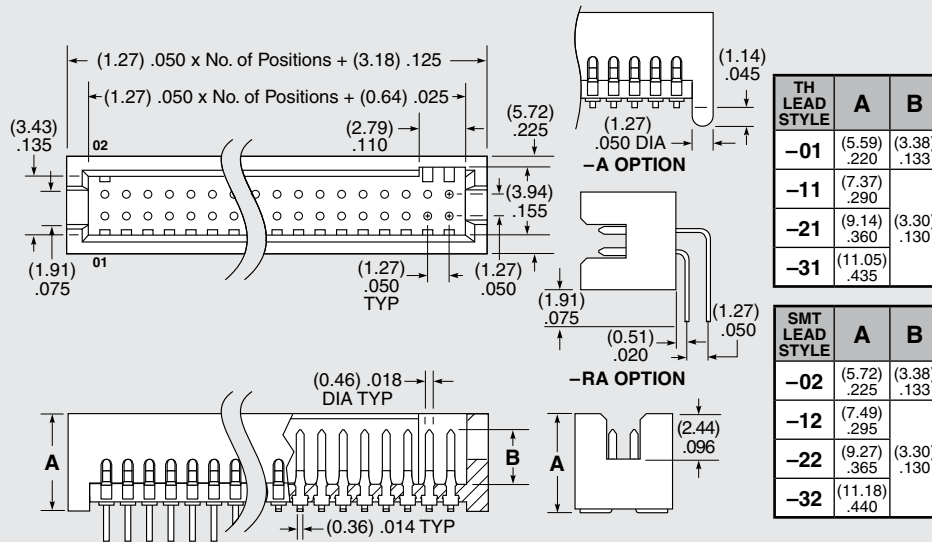 (1.27) .050 x No. of Positions + (3.18) .125
(1.27) .050 x No. of Positions + (0.64) .025
(3.43)
.135
02
(2.79)
.110
(5.72)
.225
(3.94)
.155
01
(1.91)
.075
(1.27)
.050
TYP
(1.27)
.050
(1.14)
.045
(1.27)
.050 DIA
–A OPTION
(1.91)
.075
(0.51)
.020
(1.27)
.050
–RA OPTION
(0.46) .018
DIA TYP
A
B
(0.36) .014 TYP
A
(2.44)
.096
TH
LEAD
STYLE
A
B
–01
(5.59)
.220
(3.38)
.133
–11
(7.37)
.290
–21
(9.14)
.360
(3.30)
.130
–31
(11.05)
.435
SMT
LEAD
STYLE
A
B
–02
(5.72)
.225
(3.38)
.133
–12
(7.49)
.295
–22
(9.27)
.365
(3.30)
.130
–32
(11.18)
.440